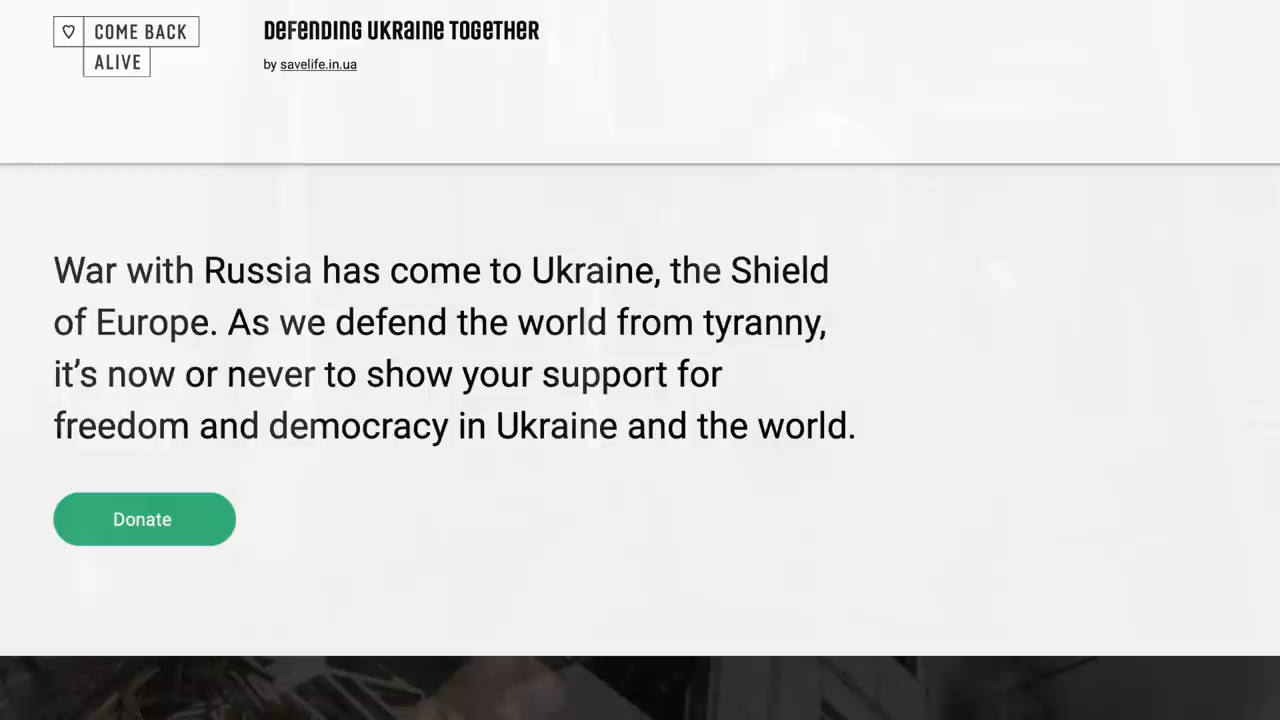 COME BACK
ALIVE
DEFENDING UKRAINE TOGETHER
by savelife.in.ua
War with Russia has come to Ukraine, the Shield
of Europe. As we defend the world from tyranny,
it’s now or never to show your support for
freedom and democracy in Ukraine and the world.
Donate